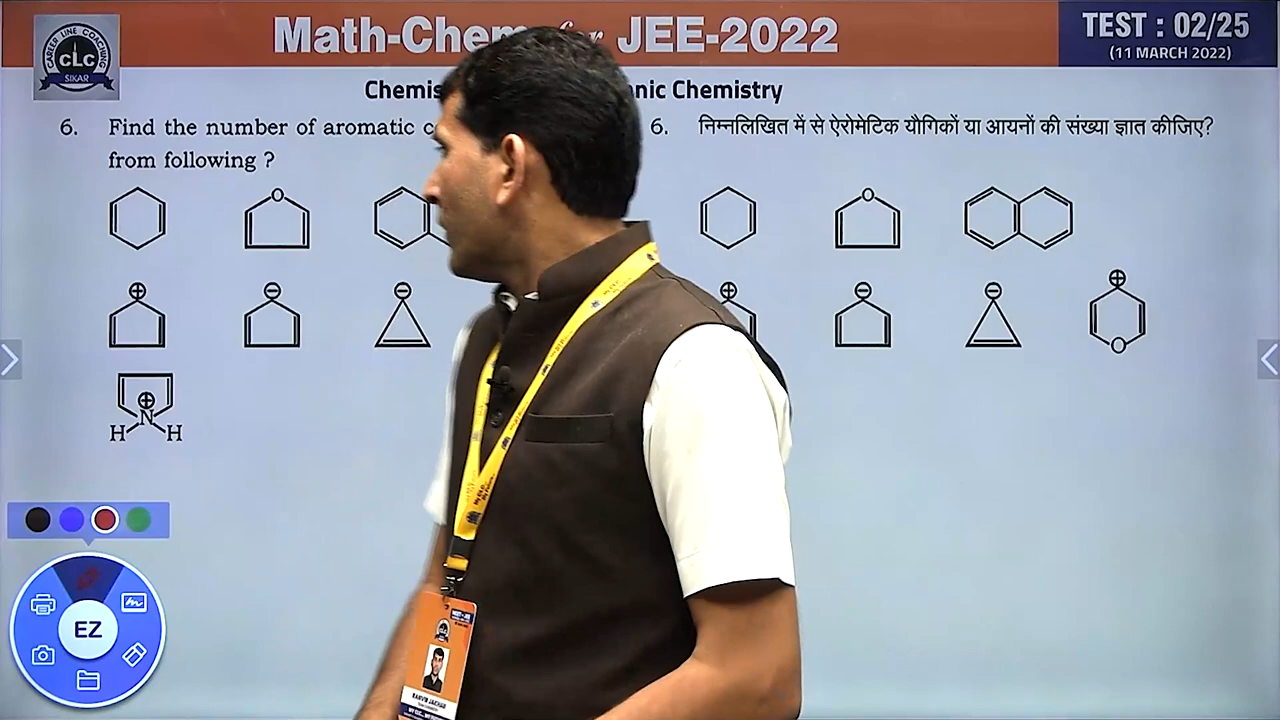 Math-Chem for JEE-2022
TEST : 02/25
(11 MARCH 2022)
CAREER LINE COACHING
CLC
SIKAR
Chemis nic Chemistry
6. Find the number of aromatic c
from following ?
6. निम्नलिखित में से ऐरोमेटिक यौगिकों या आयनों की संख्या ज्ञात कीजिए?
O
O
⊕ ⊖ ⊖
⊕ ⊖ ⊖ ⊕
O
⊕
N
H H
EZ